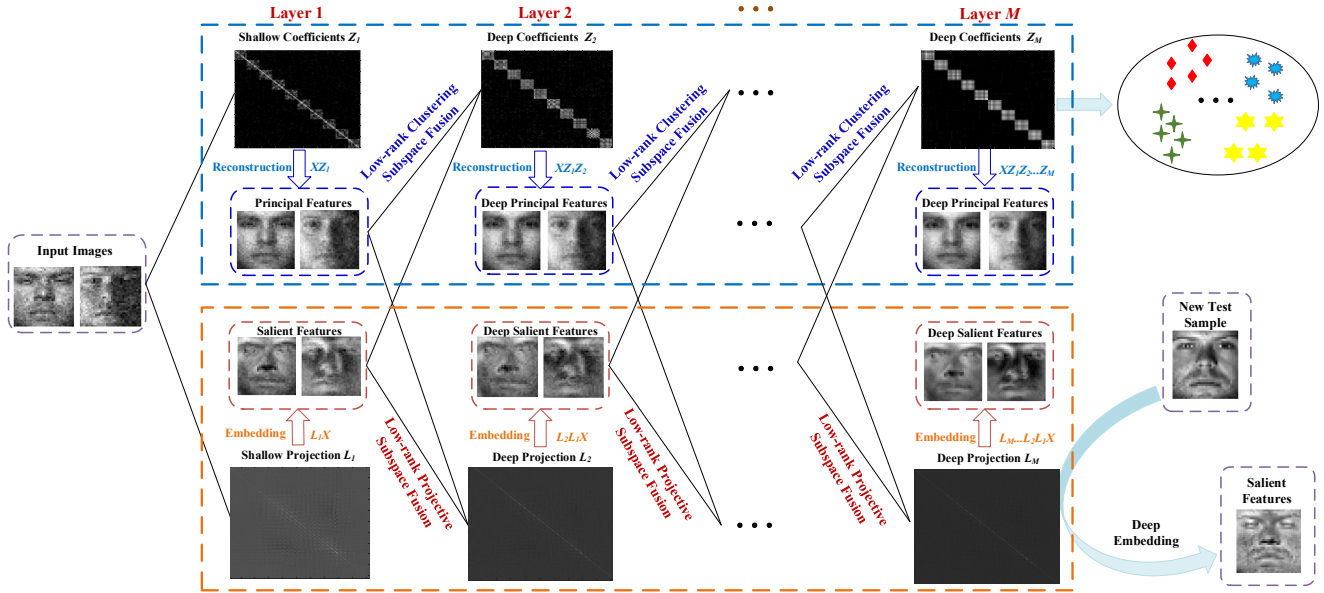 Layer 1
Layer 2
Layer M
Shallow Coefficients Z1
Deep Coefficients Z2
Deep Coefficients ZM
Low-rank Clustering
Subspace Fusion
Low-rank Clustering
Subspace Fusion
Low-rank Clustering
Subspace Fusion
Reconstruction XZ1
Reconstruction XZ1Z2
Reconstruction XZ1Z2...ZM
Principal Features
Deep Principal Features
Deep Principal Features
Input Images
New Test
Sample
Salient Features
Deep Salient Features
Deep Salient Features
Embedding L1X
Embedding L2L1X
Embedding LM...L2L1X
Low-rank Projective
Subspace Fusion
Low-rank Projective
Subspace Fusion
Low-rank Projective
Subspace Fusion
Shallow Projection L1
Deep Projection L2
Deep Projection LM
Salient
Features
Deep
Embedding